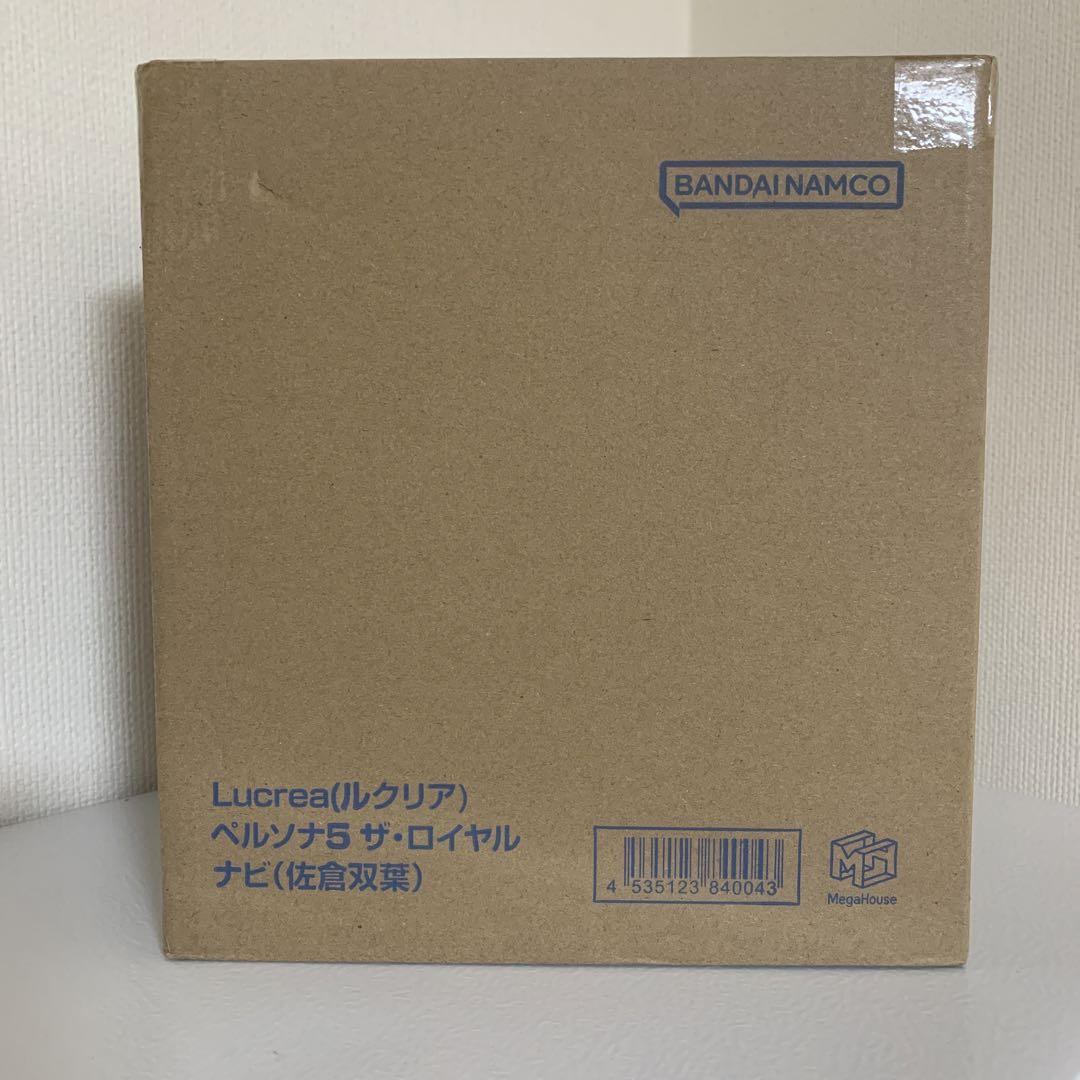 BANDAI NAMCO
Lucrea(ルクリア)
ペルソナ5 ザ・ロイヤル
ナビ(佐倉双葉)
4 535123 840043
MegaHouse